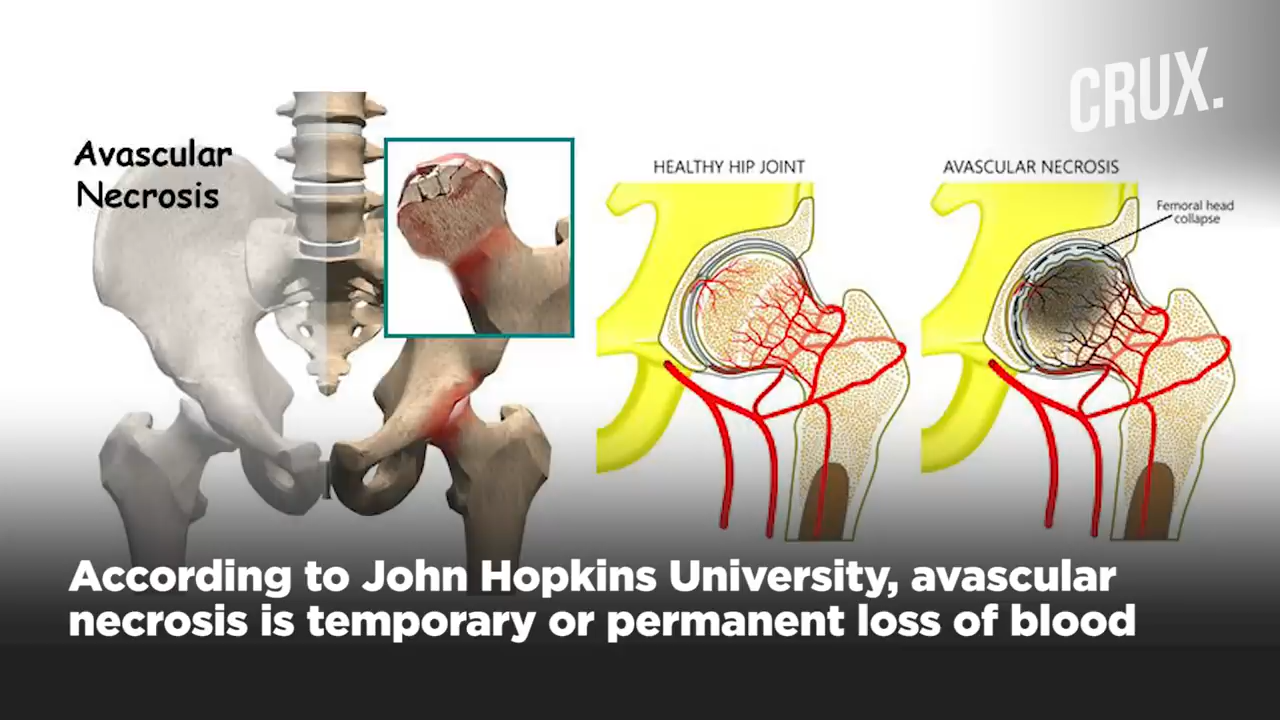 CRUX.
Avascular
Necrosis
HEALTHY HIP JOINT
AVASCULAR NECROSIS
Femoral head
collapse
According to John Hopkins University, avascular
necrosis is temporary or permanent loss of blood